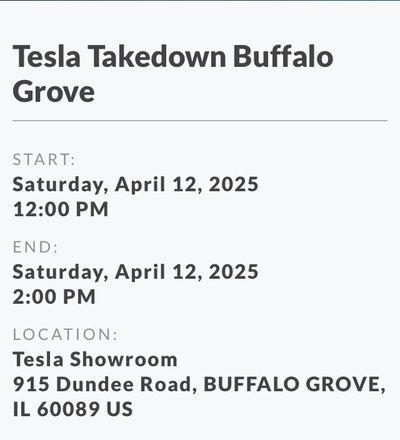 Tesla Takedown Buffalo
Grove
START:
Saturday, April 12, 2025
12:00 PM
END:
Saturday, April 12, 2025
2:00 PM
LOCATION:
Tesla Showroom
915 Dundee Road, BUFFALO GROVE,
IL 60089 US